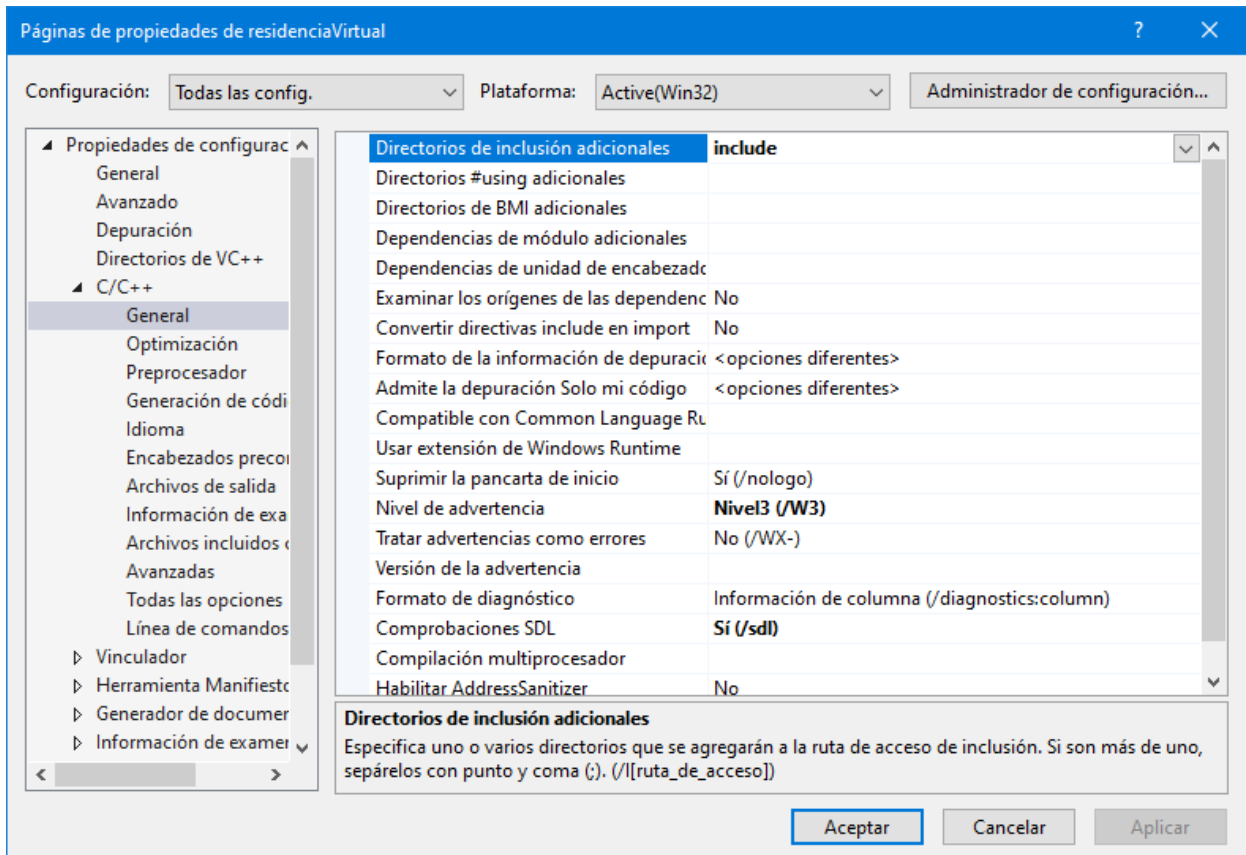 Páginas de propiedades de residenciaVirtual
?
Configuración:
Todas las config.
Plataforma:
Active(Win32)
Administrador de configuración...
Propiedades de configurac
General
Avanzado
Depuración
Directorios de VC++
C/C++
General
Optimización
Preprocesador
Generación de códi
Idioma
Encabezados preco
Archivos de salida
Información de exa
Archivos incluidos
Avanzadas
Todas las opciones
Línea de comandos
Vinculador
Herramienta Manifiesto
Generador de documer
Información de examer
Directorios de inclusión adicionales include
Directorios #using adicionales
Directorios de BMI adicionales
Dependencias de módulo adicionales
Dependencias de unidad de encabezado
Examinar los orígenes de las dependenc No
Convertir directivas include en import No
Formato de la información de depuració <opciones diferentes>
Admite la depuración Solo mi código <opciones diferentes>
Compatible con Common Language Ru
Usar extensión de Windows Runtime
Suprimir la pancarta de inicio Sí (/nologo)
Nivel de advertencia Nivel3 (/W3)
Tratar advertencias como errores No (/WX-)
Versión de la advertencia
Formato de diagnóstico Información de columna (/diagnostics:column)
Comprobaciones SDL Sí (/sdl)
Compilación multiprocesador
Habilitar AddressSanitizer No
Directorios de inclusión adicionales
Especifica uno o varios directorios que se agregarán a la ruta de acceso de inclusión. Si son más de uno,
sepárelos con punto y coma (;). (/I[ruta_de_acceso])
Aceptar
Cancelar
Aplicar